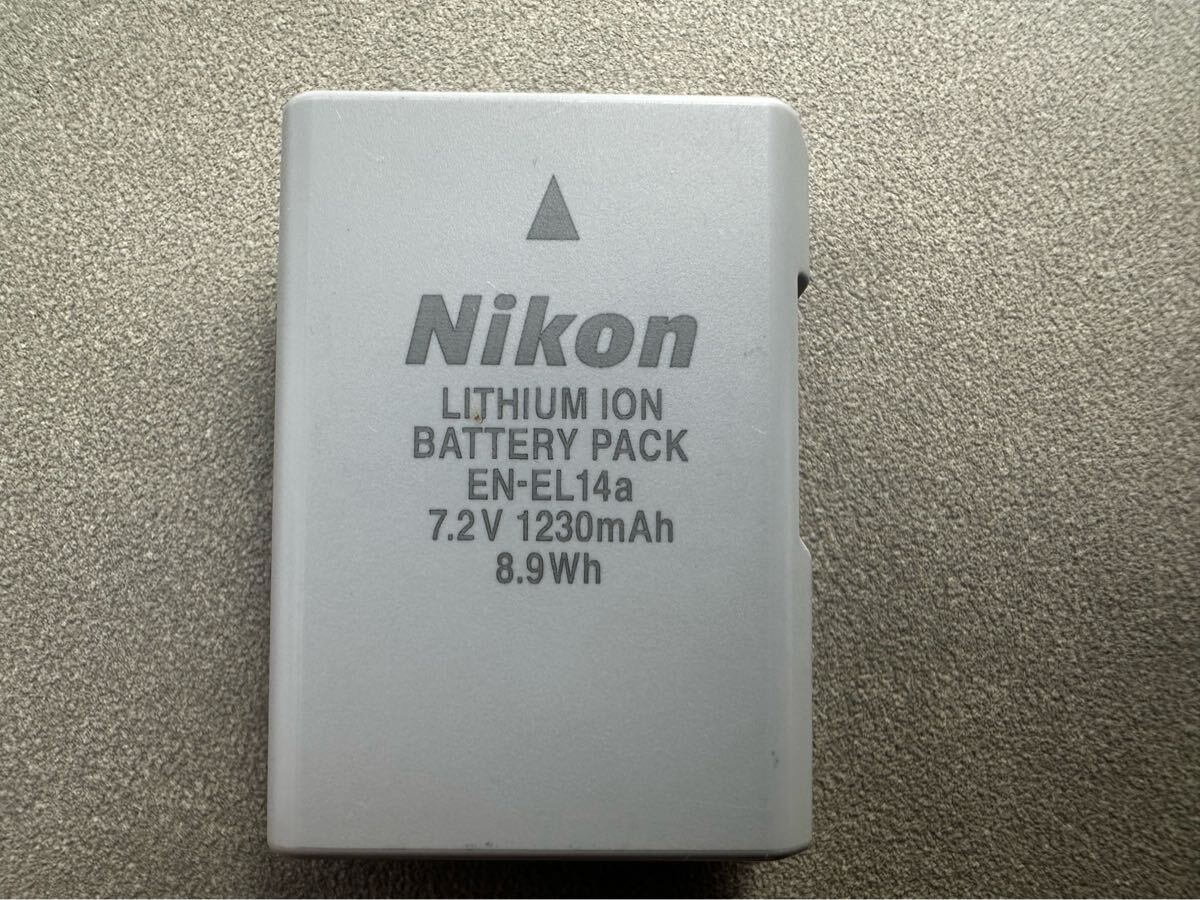 Nikon
LITHIUM ION
BATTERY PACK
EN-EL14a
7.2V 1230mAh
8.9Wh